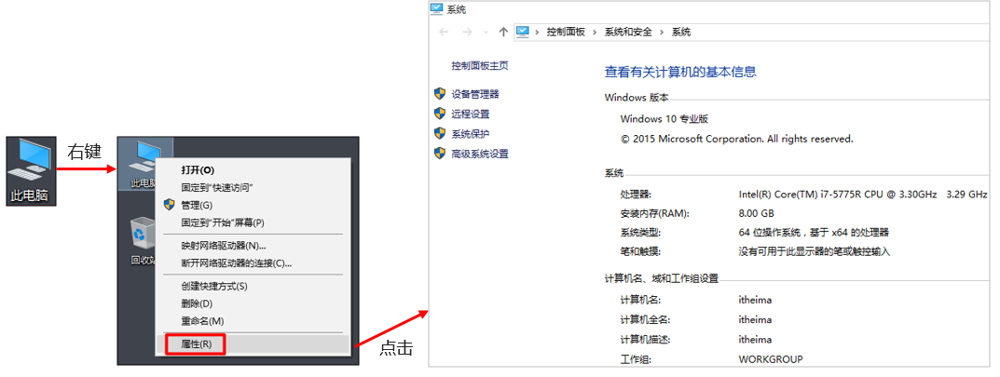 此电脑
右键
此电脑
回收站
打开(O)
固定到"快速访问"
管理(G)
固定到"开始"屏幕(P)
映射网络驱动器(N)...
断开网络驱动器的连接(C)...
创建快捷方式(S)
删除(D)
重命名(M)
属性(R)
点击
系统
控制面板 › 系统和安全 › 系统
控制面板主页
设备管理器
远程设置
系统保护
高级系统设置
查看有关计算机的基本信息
Windows 版本
Windows 10 专业版
© 2015 Microsoft Corporation. All rights reserved.
系统
处理器: Intel(R) Core(TM) i7-5775R CPU @ 3.30GHz 3.29 GHz
安装内存(RAM): 8.00 GB
系统类型: 64 位操作系统，基于 x64 的处理器
笔和触摸: 没有可用于此显示器的笔或触控输入
计算机名、域和工作组设置
计算机名: itheima
计算机全名: itheima
计算机描述: itheima
工作组: WORKGROUP